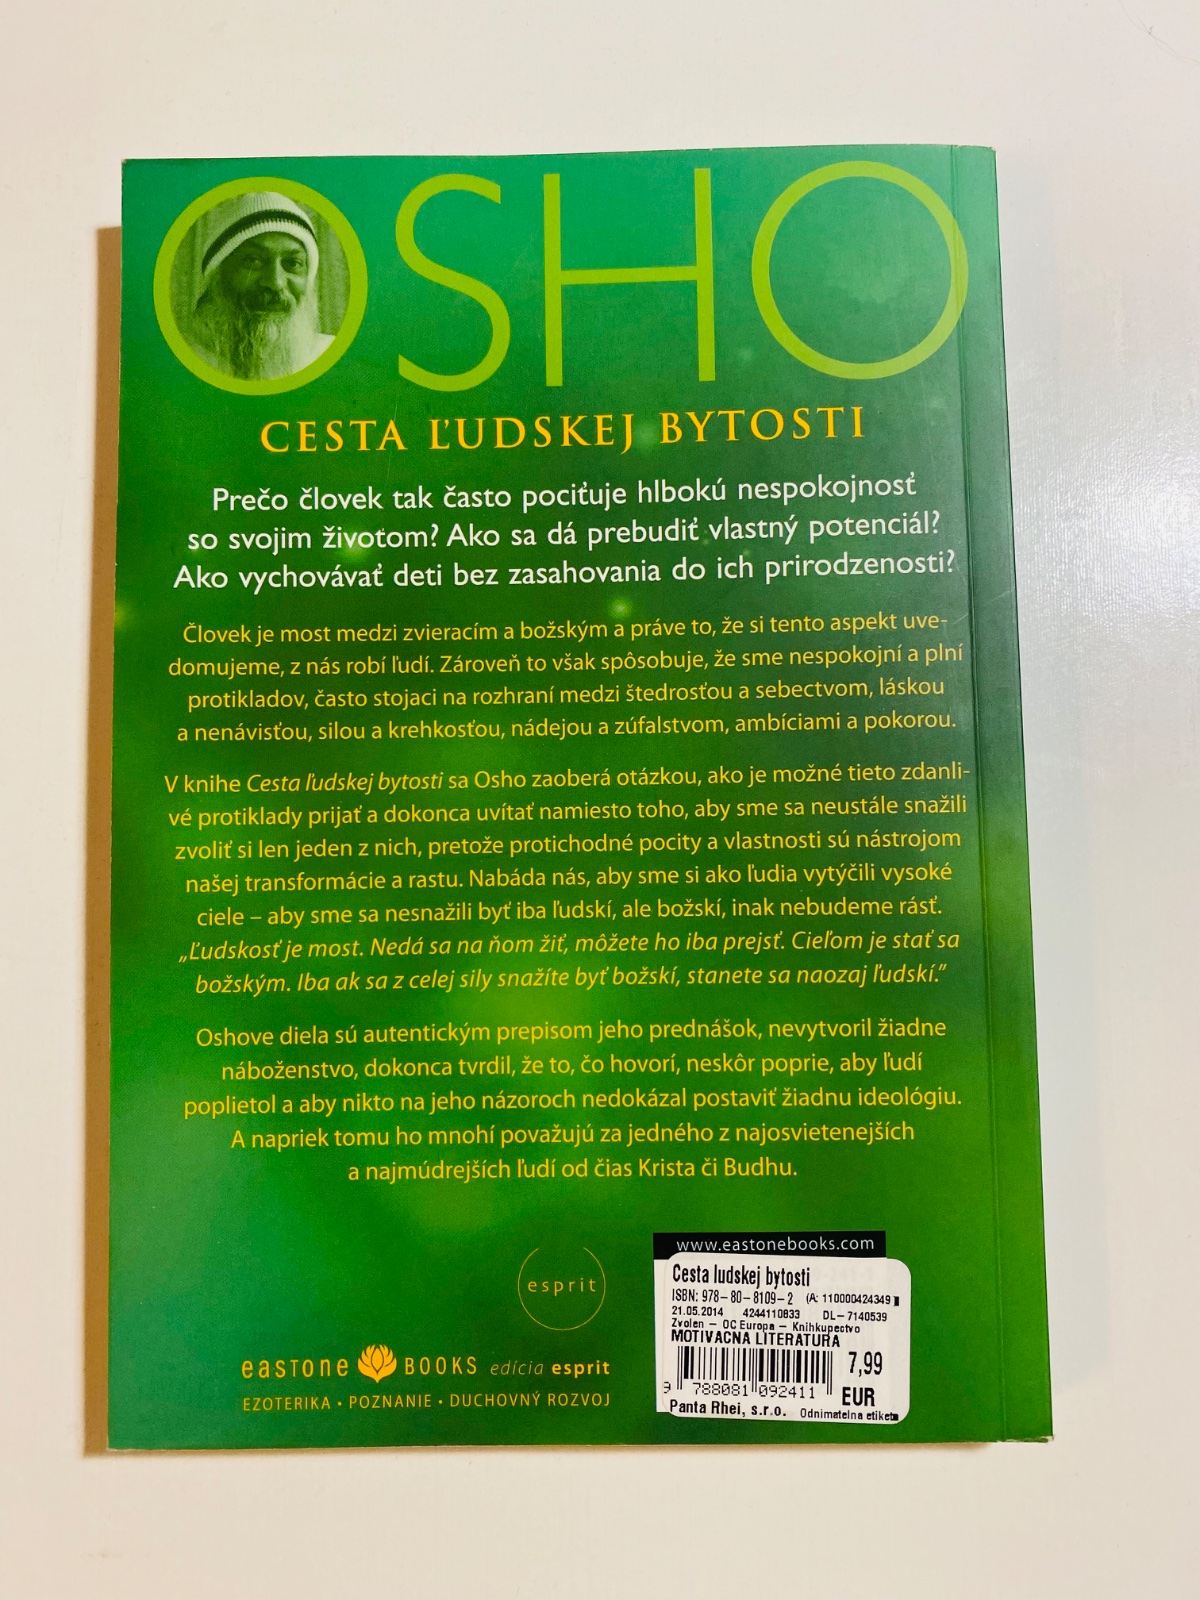 OSHO
CESTA ĽUDSKEJ BYTOSTI
Prečo človek tak často pociťuje hlbokú nespokojnosť
so svojim životom? Ako sa dá prebudiť vlastný potenciál?
Ako vychovávať deti bez zasahovania do ich prirodzenosti?
Človek je most medzi zvieracím a božským a práve to, že si tento aspekt uve-
domujeme, z nás robí ľudí. Zároveň to však spôsobuje, že sme nespokojní a plní
protikladov, často stojaci na rozhraní medzi štedrosťou a sebectvom, láskou
a nenávisťou, silou a krehkosťou, nádejou a zúfalstvom, ambíciami a pokorou.
V knihe Cesta ľudskej bytosti sa Osho zaoberá otázkou, ako je možné tieto zdanli-
vé protiklady prijať a dokonca uvítať namiesto toho, aby sme sa neustále snažili
zvoliť si len jeden z nich, pretože protichodné pocity a vlastnosti sú nástrojom
našej transformácie a rastu. Nabáda nás, aby sme si ako ľudia vytýčili vysoké
ciele – aby sme sa nesnažili byť iba ľudskí, ale božskí, inak nebudeme rásť.
„Ľudskosť je most. Nedá sa na ňom žiť, môžete ho iba prejsť. Cieľom je stať sa
božským. Iba ak sa z celej sily snažíte byť božskí, stanete sa naozaj ľudskí.“
Oshove diela sú autentickým prepisom jeho prednášok, nevytvoril žiadne
náboženstvo, dokonca tvrdil, že to, čo hovorí, neskôr poprie, aby ľudí
poplietol a aby nikto na jeho názoroch nedokázal postaviť žiadnu ideológiu.
A napriek tomu ho mnohí považujú za jedného z najosvietenejších
a najmúdrejších ľudí od čias Krista či Budhu.
esprit
eastone BOOKS edícia esprit
EZOTERIKA • POZNANIE • DUCHOVNÝ ROZVOJ
www.eastonebooks.com
Cesta ludskej bytosti
ISBN: 978-80-8109-2 (A: 110000424349
21.05.2014 4244110833 DL-7140539
Zvolen - OC Europa - Knihkupectvo
MOTIVACNA LITERATURA
7,99
EUR
9 788081 092411
Panta Rhei, s.r.o. Odnimatelna etiketa